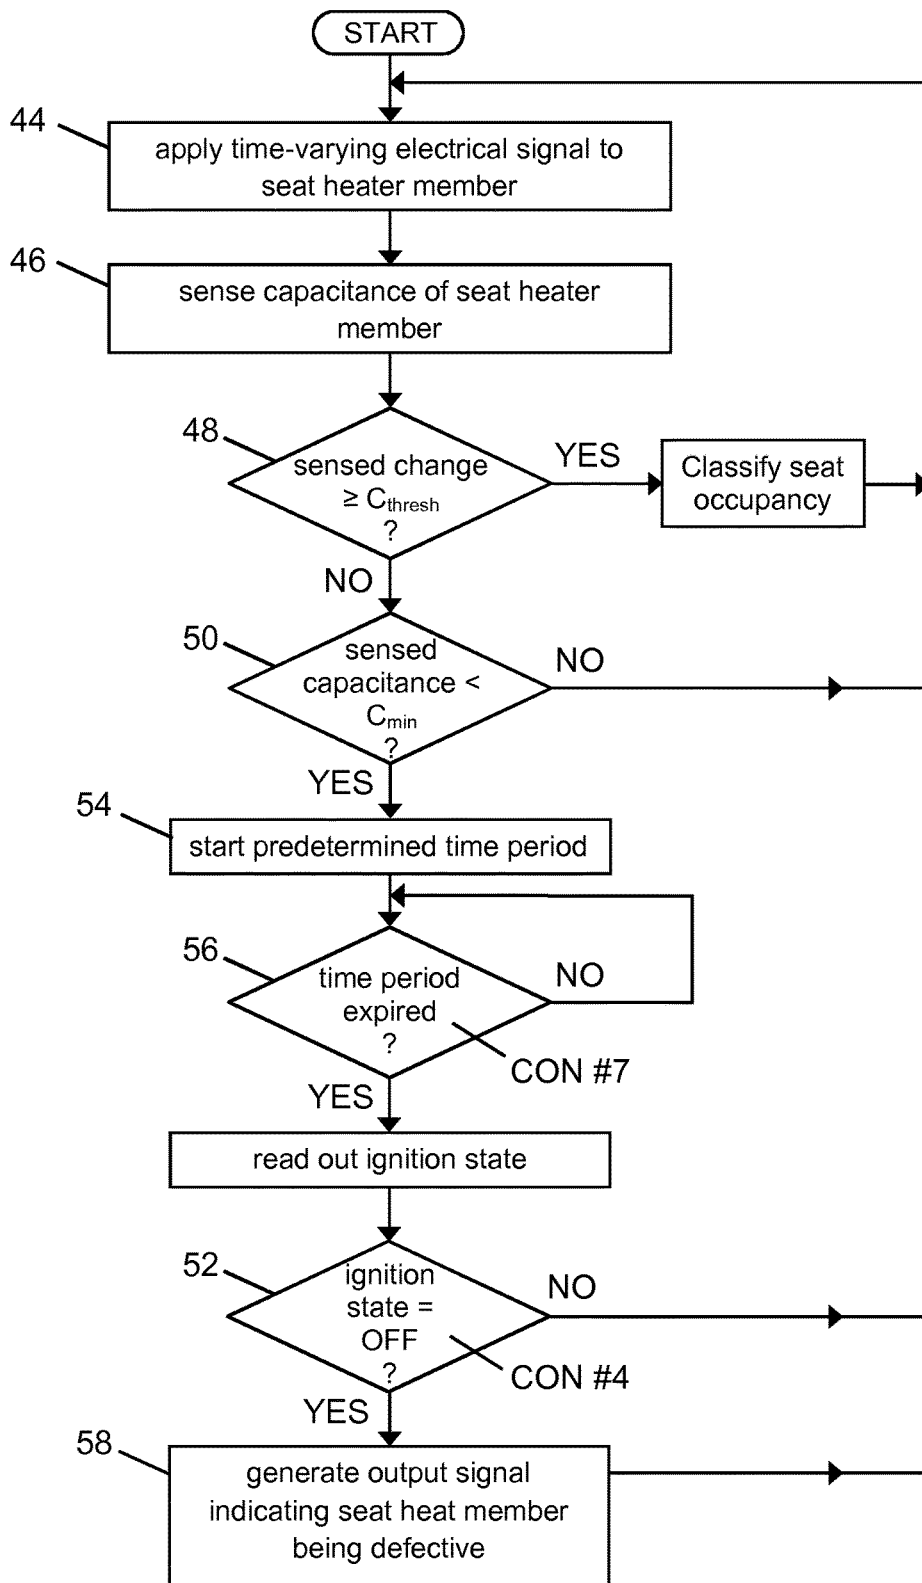 START
44
apply time-varying electrical signal to
seat heater member
46
sense capacitance of seat heater
member
48
sensed change
≥ Cthresh
?
YES
Classify seat
occupancy
NO
50
sensed
capacitance <
Cmin
?
NO
YES
54
start predetermined time period
56
time period
expired
?
NO
CON #7
YES
read out ignition state
52
ignition
state =
OFF
?
NO
CON #4
YES
58
generate output signal
indicating seat heat member
being defective